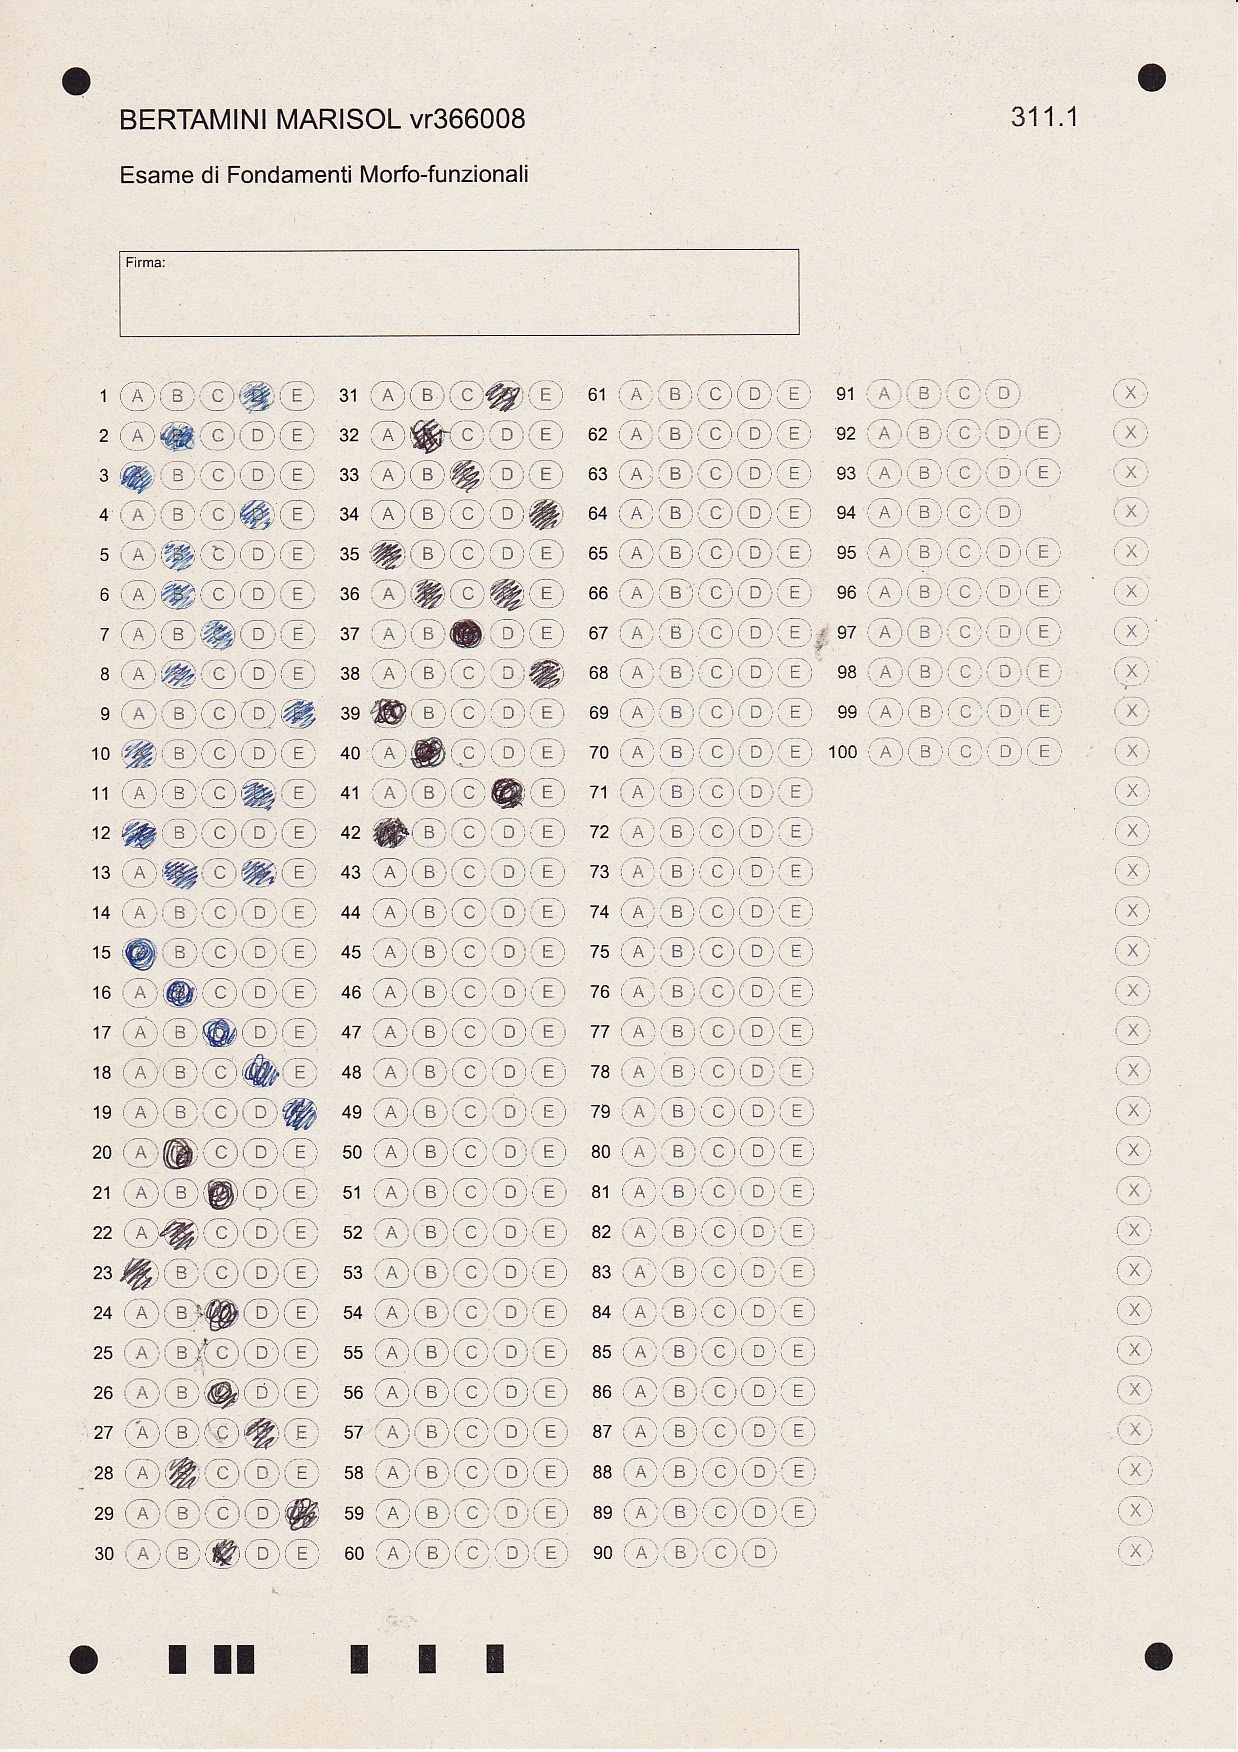 BERTAMINI MARISOL vr366008
311.1
Esame di Fondamenti Morfo-funzionali
Firma:
1 A B C E 31 A B C E 61 A B C D E 91 A B C D X
2 A C D E 32 A C D E 62 A B C D E 92 A B C D E X
3 B C D E 33 A B D E 63 A B C D E 93 A B C D E X
4 A B C D E 34 A B C D 64 A B C D E 94 A B C D X
5 A B C D E 35 B C D E 65 A B C D E 95 A B C D E X
6 A B C D E 36 A B C D E 66 A B C D E 96 A B C D E X
7 A B C D E 37 A B D E 67 A B C D E 97 A B C D E X
8 A B C D E 38 A B C D 68 A B C D E 98 A B C D E X
9 A B C D E 39 A B C D E 69 A B C D E 99 A B C D E X
10 A B C D E 40 A C D E 70 A B C D E 100 A B C D E X
11 A B C D E 41 A B C E 71 A B C D E X
12 A B C D E 42 B C D E 72 A B C D E X
13 A B C D E 43 A B C D E 73 A B C D E X
14 A B C D E 44 A B C D E 74 A B C D E X
15 B C D E 45 A B C D E 75 A B C D E X
16 A C D E 46 A B C D E 76 A B C D E X
17 A B D E 47 A B C D E 77 A B C D E X
18 A B C E 48 A B C D E 78 A B C D E X
19 A B C D 49 A B C D E 79 A B C D E X
20 A B C D E 50 A B C D E 80 A B C D E X
21 A B D E 51 A B C D E 81 A B C D E X
22 A C D E 52 A B C D E 82 A B C D E X
23 B C D E 53 A B C D E 83 A B C D E X
24 A B D E 54 A B C D E 84 A B C D E X
25 A B C D E 55 A B C D E 85 A B C D E X
26 A B D E 56 A B C D E 86 A B C D E X
27 A B C D E 57 A B C D E 87 A B C D E X
28 A B C D E 58 A B C D E 88 A B C D E X
29 A B C D 59 A B C D E 89 A B C D E X
30 A B D E 60 A B C D E 90 A B C D X